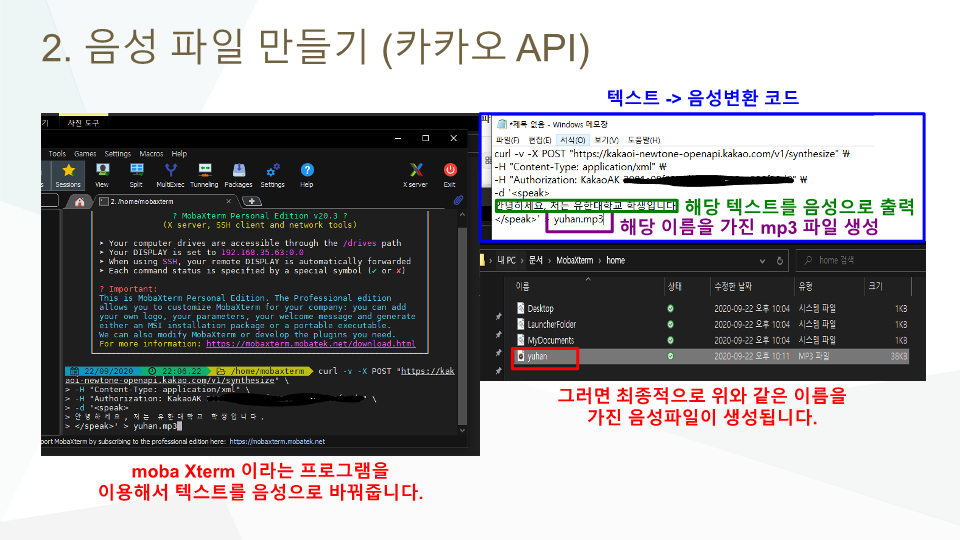 2. 음성 파일 만들기 (카카오 API)
텍스트 -> 음성변환 코드
사진 도구
Tools Games Settings Macros Help
Sessions View Split MultiExec Tunneling Packages Settings Help X server Exit
2. /home/mobaxterm
? MobaXterm Personal Edition v20.3 ?
(X server, SSH client and network tools)
➤ Your computer drives are accessible through the /drives path
➤ Your DISPLAY is set to 192.168.35.63:0.0
➤ When using SSH, your remote DISPLAY is automatically forwarded
➤ Each command status is specified by a special symbol (✓ or X)
? Important:
This is MobaXterm Personal Edition. The Professional edition
allows you to customize MobaXterm for your company: you can add
your own logo, your parameters, your welcome message and generate
either an MSI installation package or a portable executable.
We can also modify MobaXterm or develop the plugins you need.
For more information: https://mobaxterm.mobatek.net/download.html
22/09/2020 22:06.22 /home/mobaxterm curl -v -X POST "https://kak
aoi-newtone-openapi.kakao.com/v1/synthesize" \
> -H "Content-Type: application/xml" \
> -H "Authorization: KakaoAK \
> -d '<speak>
> 안녕하세요, 저는 유한대학교 학생입니다.
> </speak>' > yuhan.mp3
port MobaXterm by subscribing to the professional edition here: https://mobaxterm.mobatek.net
moba Xterm 이라는 프로그램을
이용해서 텍스트를 음성으로 바꿔줍니다.
*제목 없음 - Windows 메모장
파일(F) 편집(E) 서식(O) 보기(V) 도움말(H)
curl -v -X POST "https://kakaoi-newtone-openapi.kakao.com/v1/synthesize" ₩
-H "Content-Type: application/xml" ₩
-H "Authorization: KakaoAK ₩
-d '<speak>
안녕하세요, 저는 유한대학교 학생입니다. 해당 텍스트를 음성으로 출력
</speak>' > yuhan.mp3 해당 이름을 가진 mp3 파일 생성
내 PC > 문서 > MobaXterm > home home 검색
이름 상태 수정한 날짜 유형 크기
Desktop 2020-09-22 오후 10:04 시스템 파일 1KB
LauncherFolder 2020-09-22 오후 10:04 시스템 파일 1KB
MyDocuments 2020-09-22 오후 10:04 시스템 파일 1KB
yuhan 2020-09-22 오후 10:11 MP3 파일 38KB
그러면 최종적으로 위와 같은 이름을
가진 음성파일이 생성됩니다.